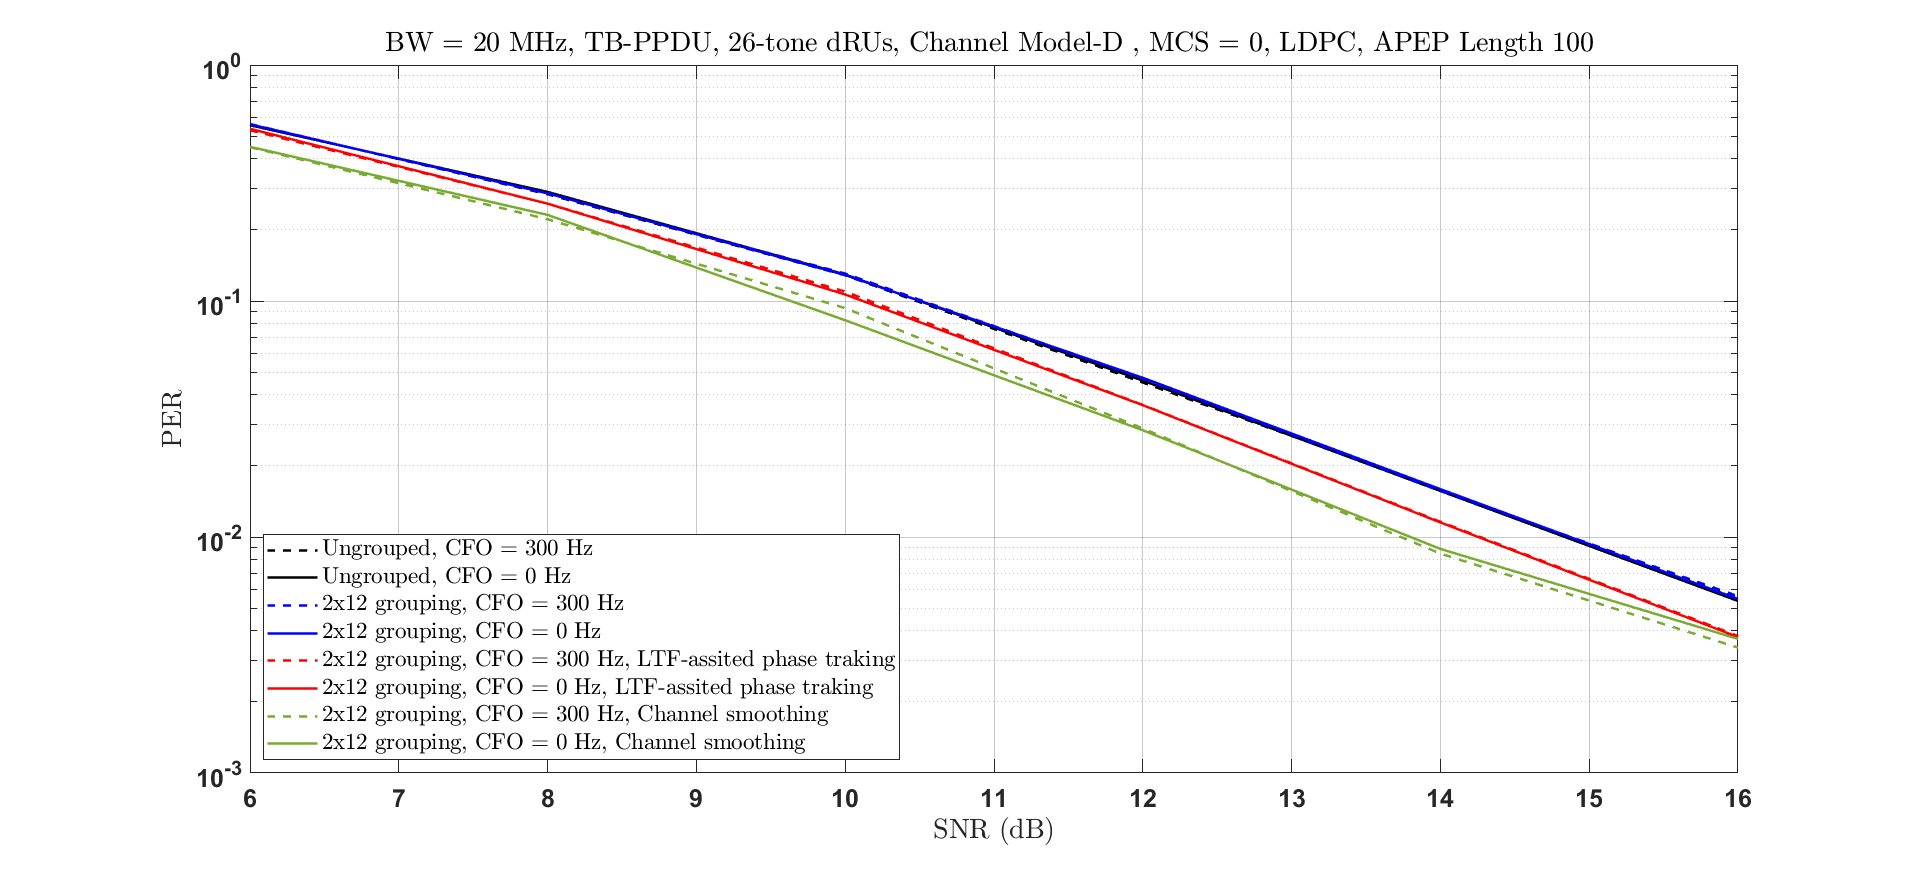 BW = 20 MHz, TB-PPDU, 26-tone dRUs, Channel Model-D , MCS = 0, LDPC, APEP Length 100
10^0
10^-1
10^-2
10^-3
PER
Ungrouped, CFO = 300 Hz
Ungrouped, CFO = 0 Hz
2x12 grouping, CFO = 300 Hz
2x12 grouping, CFO = 0 Hz
2x12 grouping, CFO = 300 Hz, LTF-assited phase traking
2x12 grouping, CFO = 0 Hz, LTF-assited phase traking
2x12 grouping, CFO = 300 Hz, Channel smoothing
2x12 grouping, CFO = 0 Hz, Channel smoothing
6 7 8 9 10 11 12 13 14 15 16
SNR (dB)